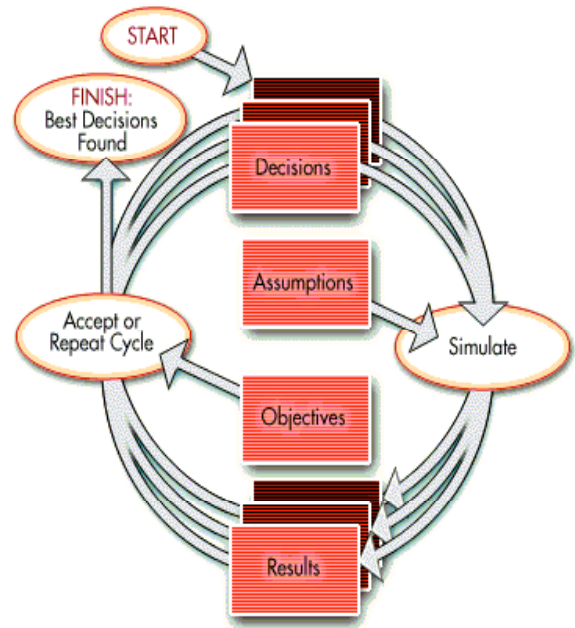 START
FINISH:
Best Decisions
Found
Decisions
Assumptions
Accept or
Repeat Cycle
Simulate
Objectives
Results